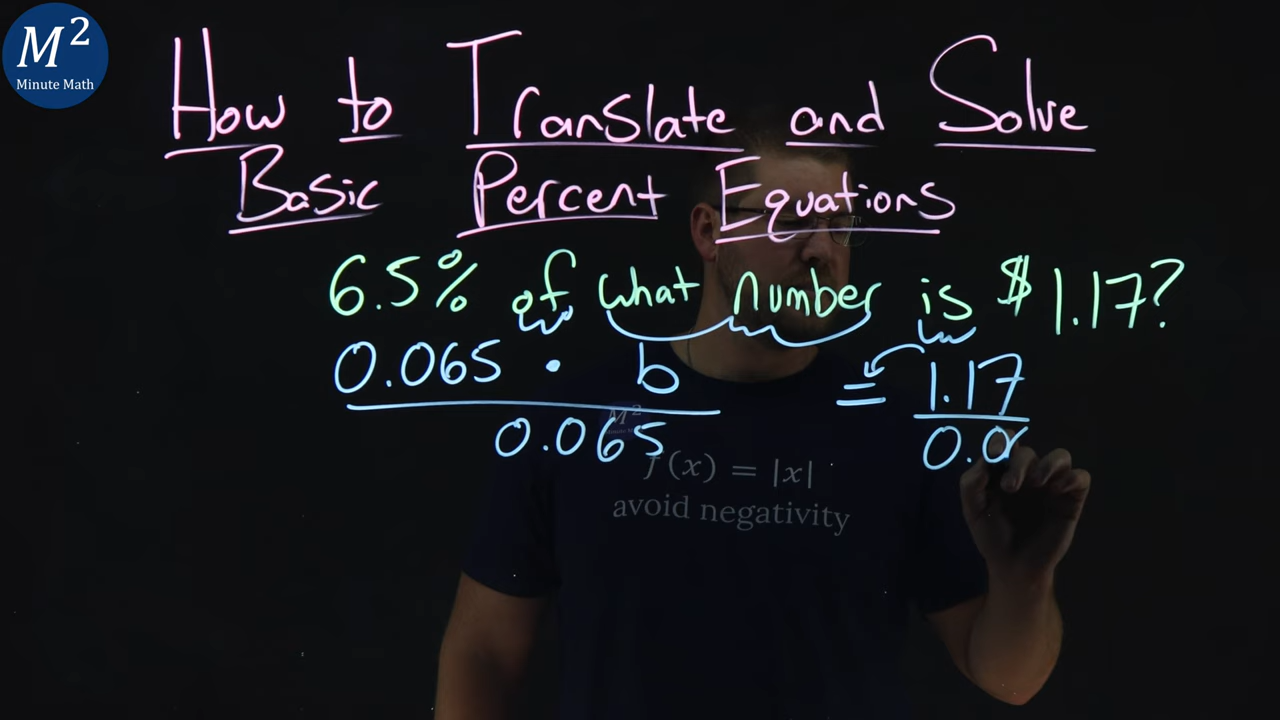 M²
Minute Math
How to Translate and Solve
Basic Percent Equations
6.5% of what number is $1.17?
0.065 · b = 1.17
0.065 0.0
f(x) = |x|
avoid negativity